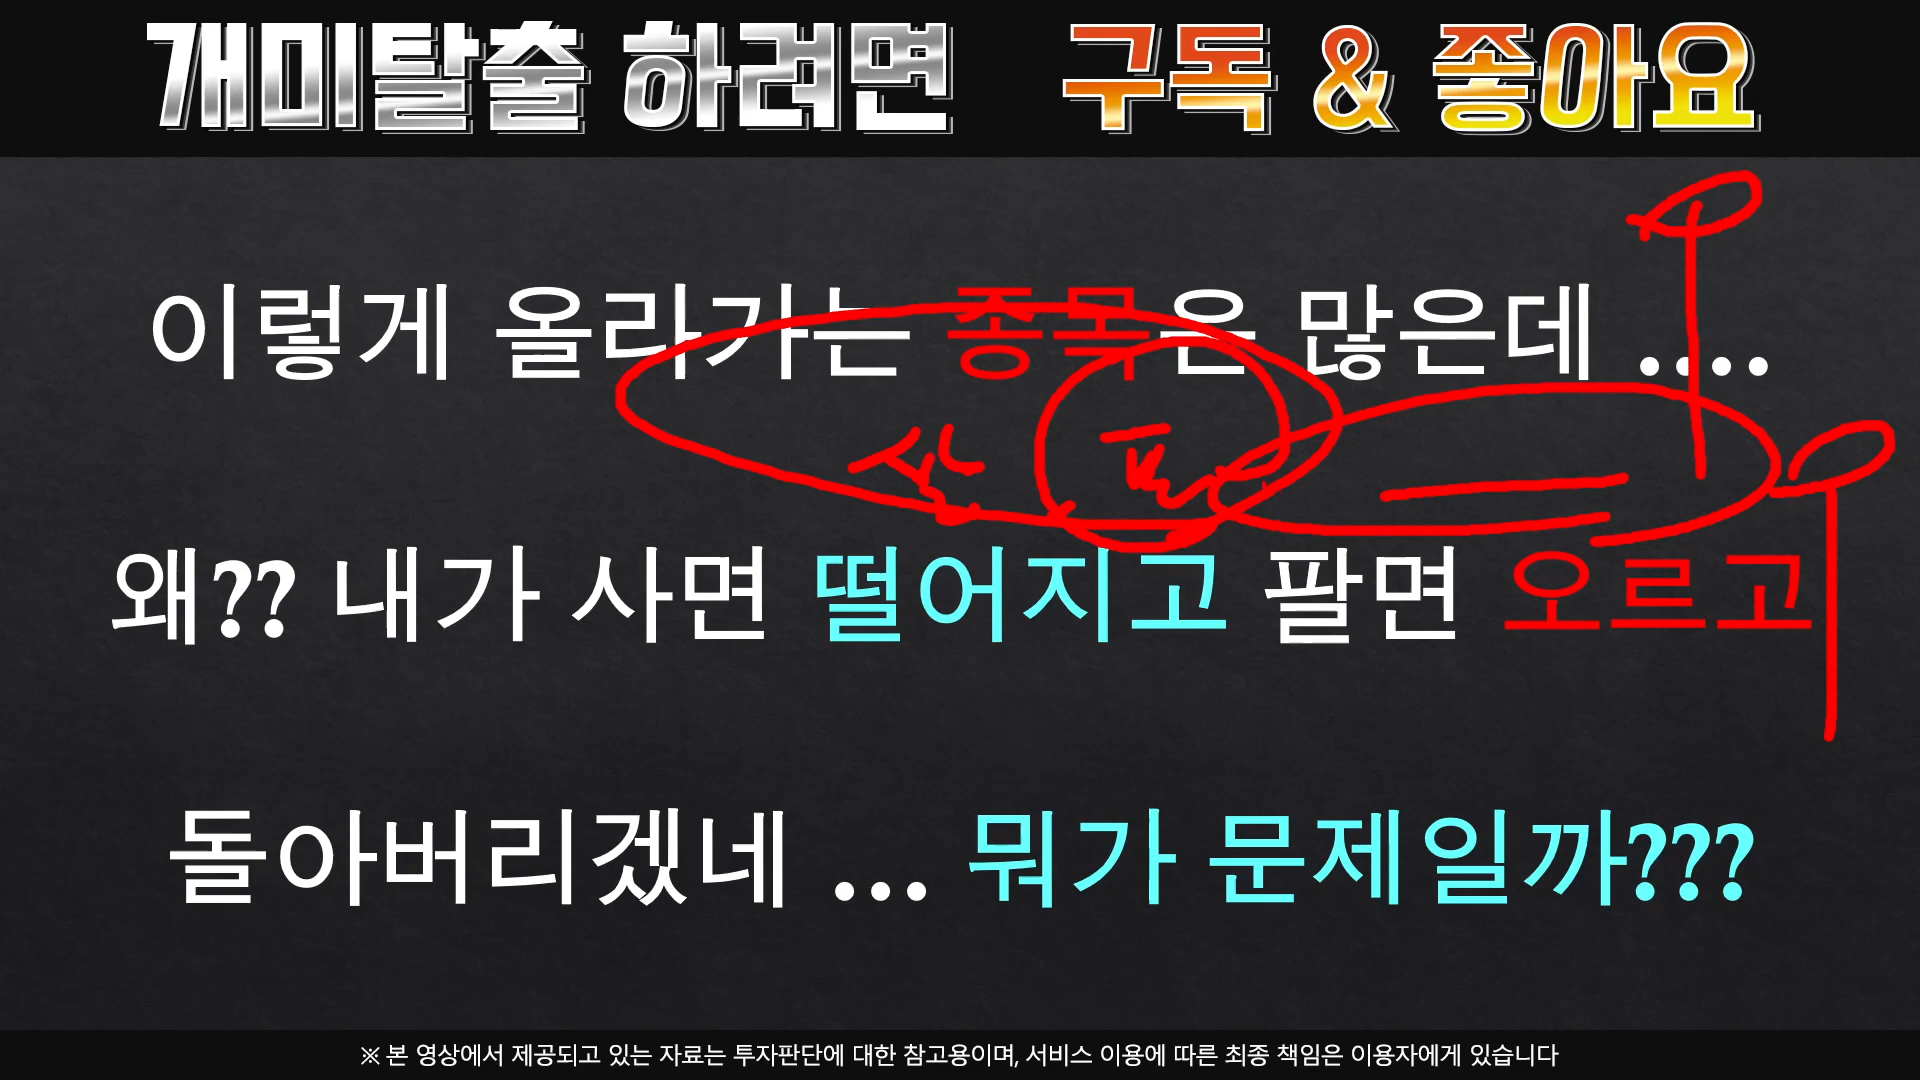 개미탈출 하려면 구독 & 좋아요
이렇게 올라가는 종목은 많은데 ....
왜?? 내가 사면 떨어지고 팔면 오르고
돌아버리겠네 ... 뭐가 문제일까???
※ 본 영상에서 제공되고 있는 자료는 투자판단에 대한 참고용이며, 서비스 이용에 따른 최종 책임은 이용자에게 있습니다